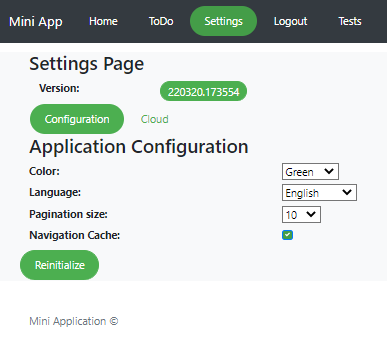 Mini App Home ToDo Settings Logout Tests
Settings Page
Version: 220320.173554
Configuration Cloud
Application Configuration
Color: Green
Language: English
Pagination size: 10
Navigation Cache:
Reinitialize
Mini Application ©